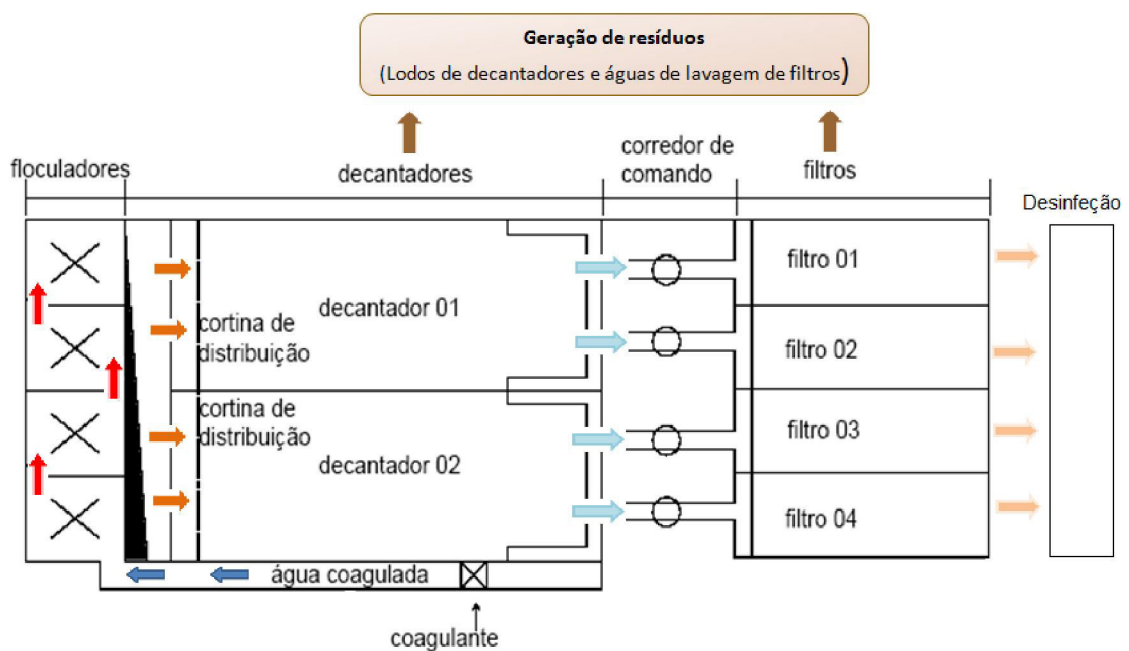 Geração de resíduos
(Lodos de decantadores e águas de lavagem de filtros)
floculadores
decantadores
corredor de
comando
filtros
Desinfeção
filtro 01
decantador 01
cortina de
distribuição
filtro 02
cortina de
distribuição
filtro 03
decantador 02
filtro 04
água coagulada
coagulante